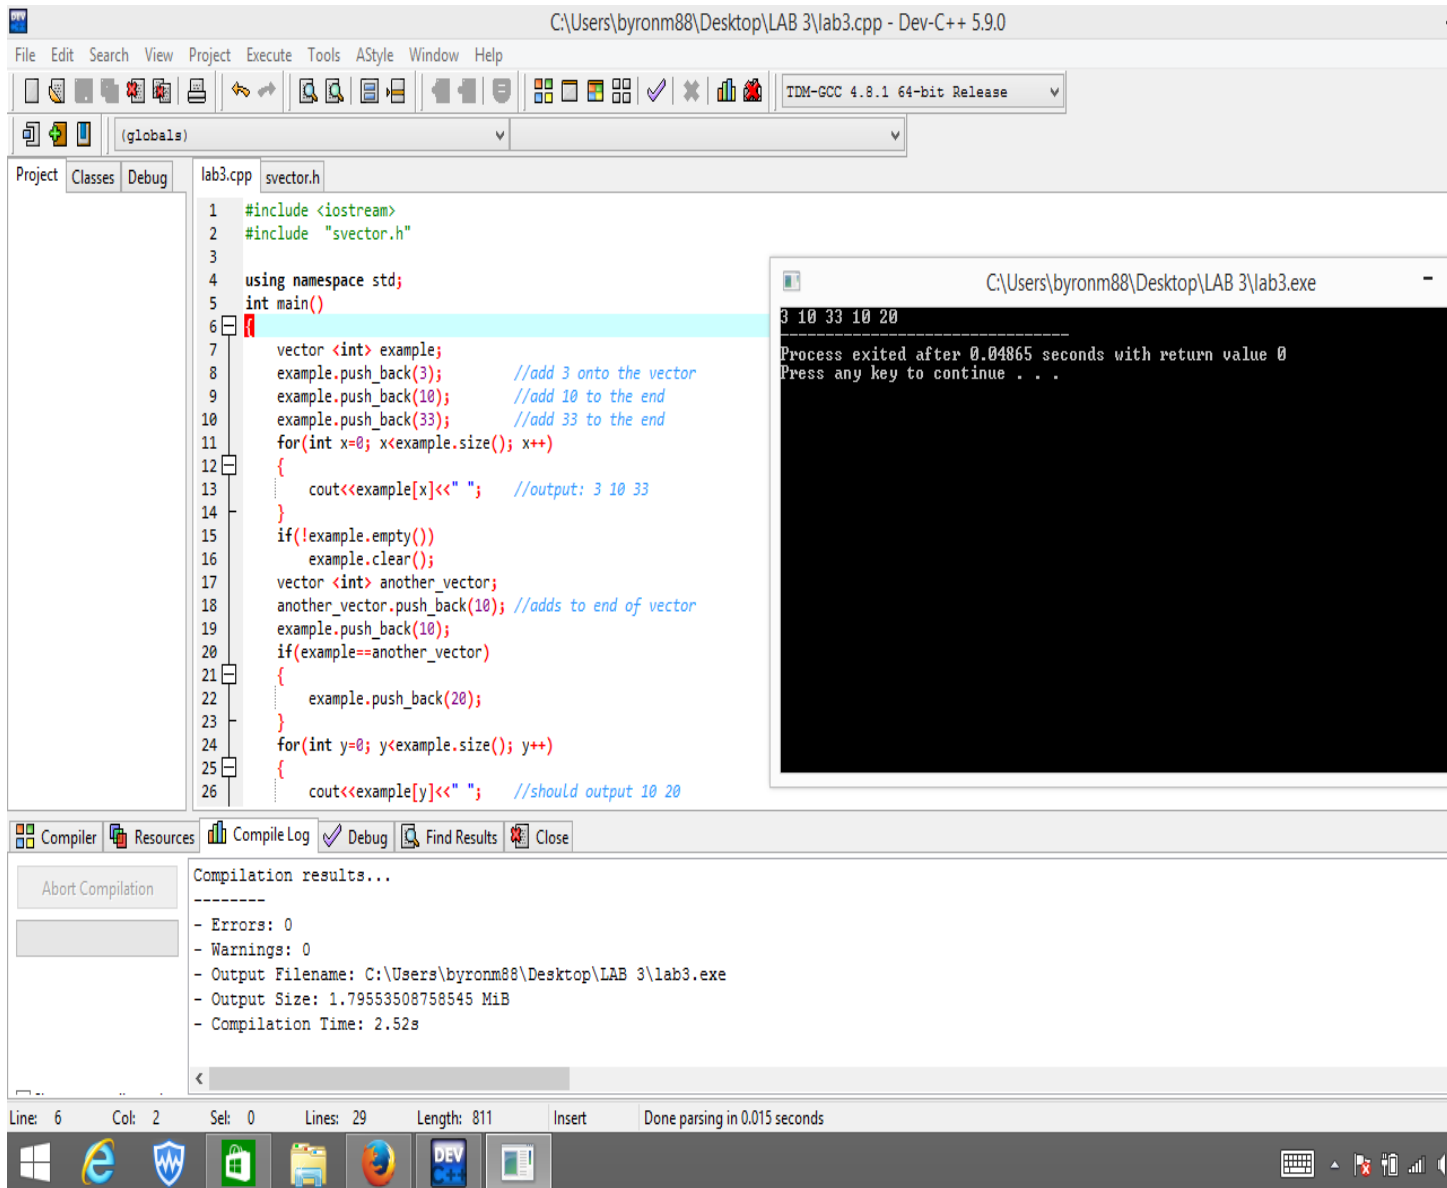 C:\Users\byronm88\Desktop\LAB 3\lab3.cpp - Dev-C++ 5.9.0
File Edit Search View Project Execute Tools AStyle Window Help
TDM-GCC 4.8.1 64-bit Release
(globals)
Project Classes Debug
lab3.cpp svector.h
1 #include <iostream>
2 #include "svector.h"
3
4 using namespace std;
5 int main()
6 {
7 vector <int> example;
8 example.push_back(3); //add 3 onto the vector
9 example.push_back(10); //add 10 to the end
10 example.push_back(33); //add 33 to the end
11 for(int x=0; x<example.size(); x++)
12 {
13 cout<<example[x]<<" "; //output: 3 10 33
14 }
15 if(!example.empty())
16 example.clear();
17 vector <int> another_vector;
18 another_vector.push_back(10); //adds to end of vector
19 example.push_back(10);
20 if(example==another_vector)
21 {
22 example.push_back(20);
23 }
24 for(int y=0; y<example.size(); y++)
25 {
26 cout<<example[y]<<" "; //should output 10 20
C:\Users\byronm88\Desktop\LAB 3\lab3.exe
3 10 33 10 20
--------------------------------
Process exited after 0.04865 seconds with return value 0
Press any key to continue . . .
Compiler Resources Compile Log Debug Find Results Close
Abort Compilation
Compilation results...
--------
- Errors: 0
- Warnings: 0
- Output Filename: C:\Users\byronm88\Desktop\LAB 3\lab3.exe
- Output Size: 1.79553508758545 MiB
- Compilation Time: 2.52s
Line: 6 Col: 2 Sel: 0 Lines: 29 Length: 811 Insert Done parsing in 0.015 seconds
DEV C++